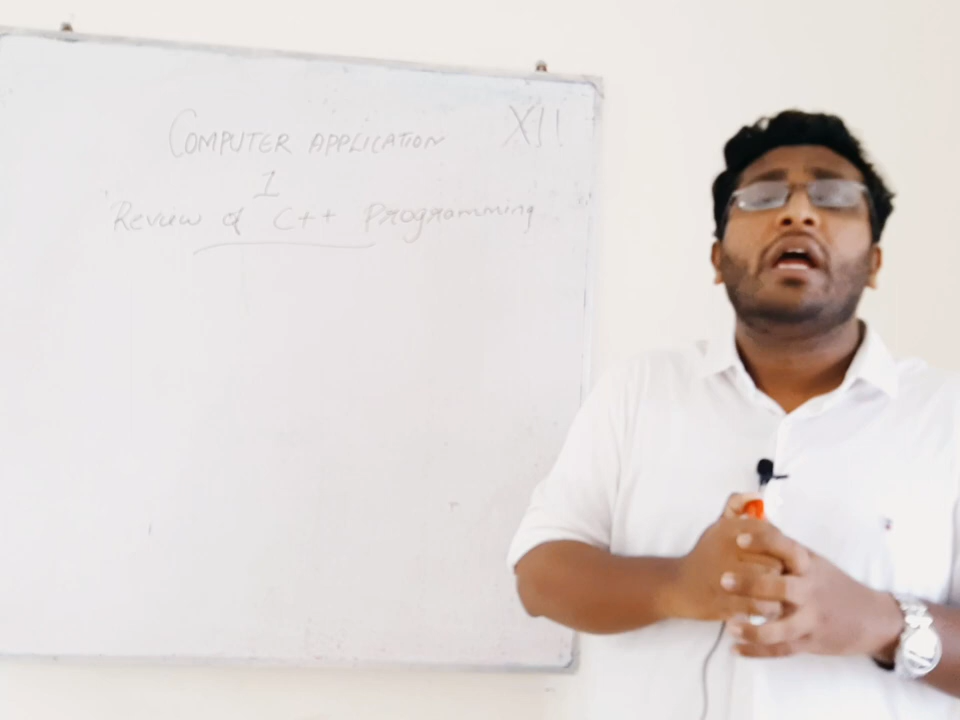 COMPUTER APPLICATION XII
1
Review of C++ Programming